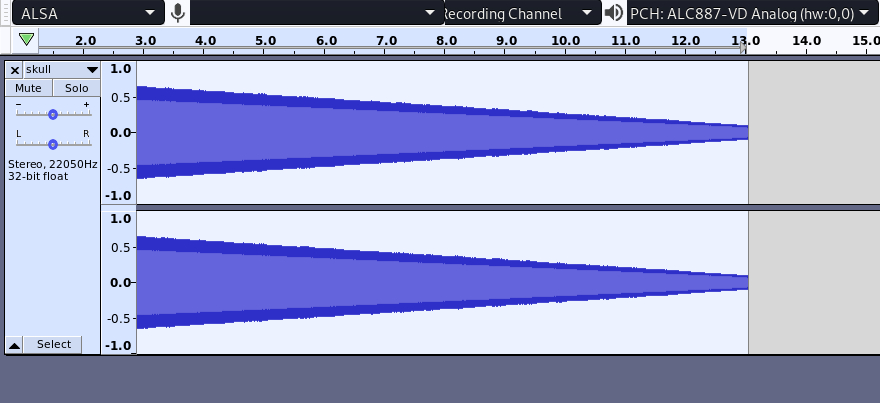 ALSA Recording Channel PCH: ALC887-VD Analog (hw:0,0)
2.0 3.0 4.0 5.0 6.0 7.0 8.0 9.0 10.0 11.0 12.0 13.0 14.0 15.0
skull
Mute Solo
- +
L R
Stereo, 22050Hz
32-bit float
Select
1.0
0.5
0.0
-0.5
-1.0
1.0
0.5
0.0
-0.5
-1.0